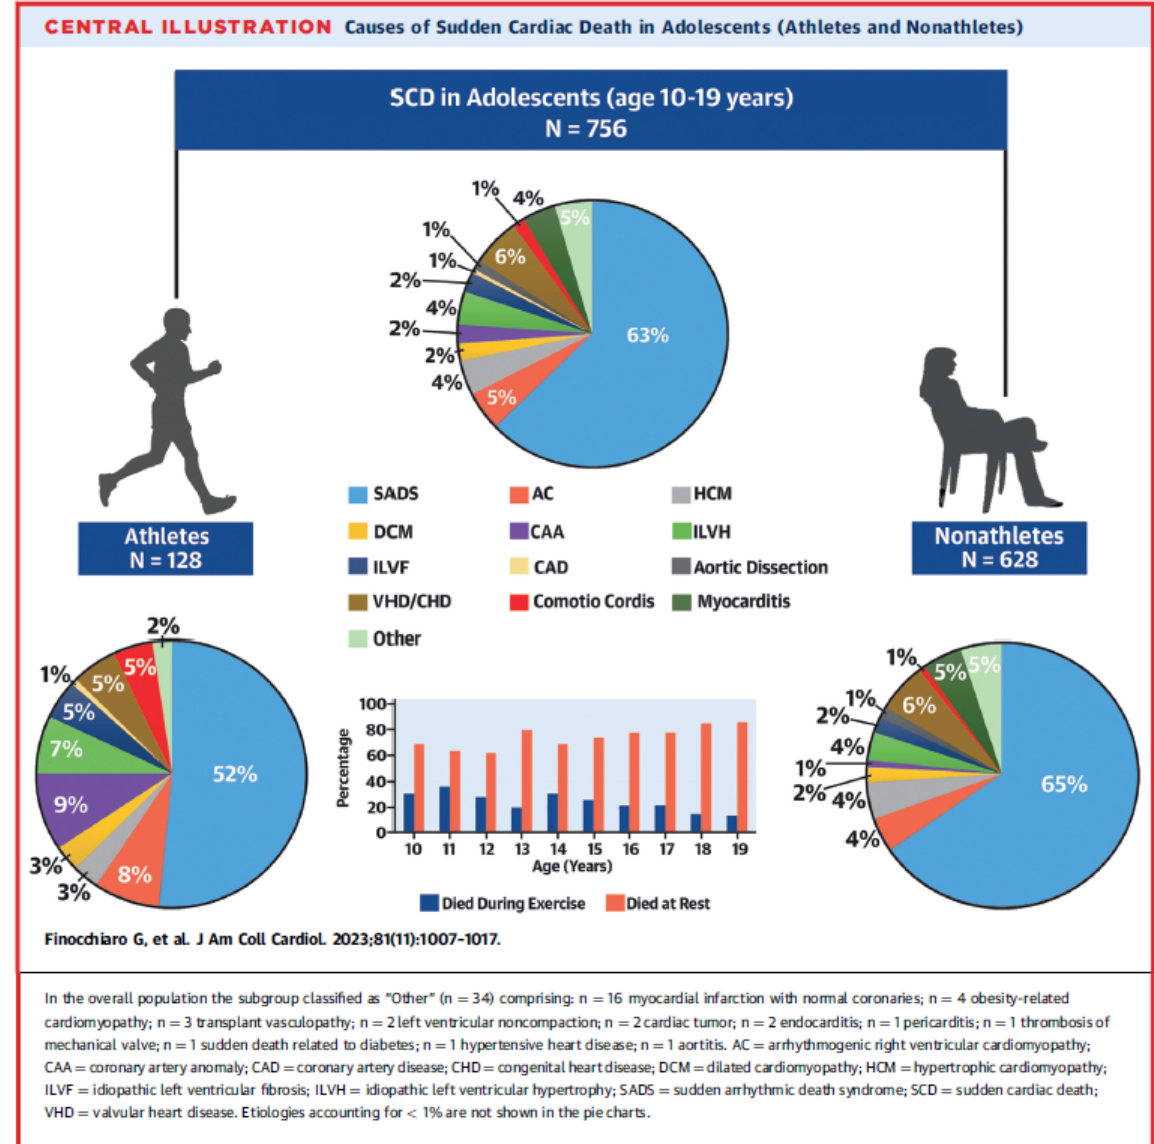 CENTRAL ILLUSTRATION Causes of Sudden Cardiac Death in Adolescents (Athletes and Nonathletes)
SCD in Adolescents (age 10-19 years)
N = 756
1%
4%
5%
1%
6%
1%
2%
4%
2%
2%
4%
5%
63%
SADS
AC
HCM
DCM
CAA
ILVH
ILVF
CAD
Aortic Dissection
VHD/CHD
Comotio Cordis
Myocarditis
Other
Athletes
N = 128
Nonathletes
N = 628
2%
5%
5%
1%
5%
7%
9%
3%
3%
8%
52%
100
80
60
40
20
0
Percentage
10 11 12 13 14 15 16 17 18 19
Age (Years)
Died During Exercise
Died at Rest
1%
5%
5%
6%
1%
2%
4%
1%
2%
4%
4%
65%
Finocchiaro G, et al. J Am Coll Cardiol. 2023;81(11):1007-1017.
In the overall population the subgroup classified as "Other" (n = 34) comprising: n = 16 myocardial infarction with normal coronaries; n = 4 obesity-related
cardiomyopathy; n = 3 transplant vasculopathy; n = 2 left ventricular noncompaction; n = 2 cardiac tumor; n = 2 endocarditis; n = 1 pericarditis; n = 1 thrombosis of
mechanical valve; n = 1 sudden death related to diabetes; n = 1 hypertensive heart disease; n = 1 aortitis. AC = arrhythmogenic right ventricular cardiomyopathy;
CAA = coronary artery anomaly; CAD = coronary artery disease; CHD = congenital heart disease; DCM = dilated cardiomyopathy; HCM = hypertrophic cardiomyopathy;
ILVF = idiopathic left ventricular fibrosis; ILVH = idiopathic left ventricular hypertrophy; SADS = sudden arrhythmic death syndrome; SCD = sudden cardiac death;
VHD = valvular heart disease. Etiologies accounting for < 1% are not shown in the pie charts.